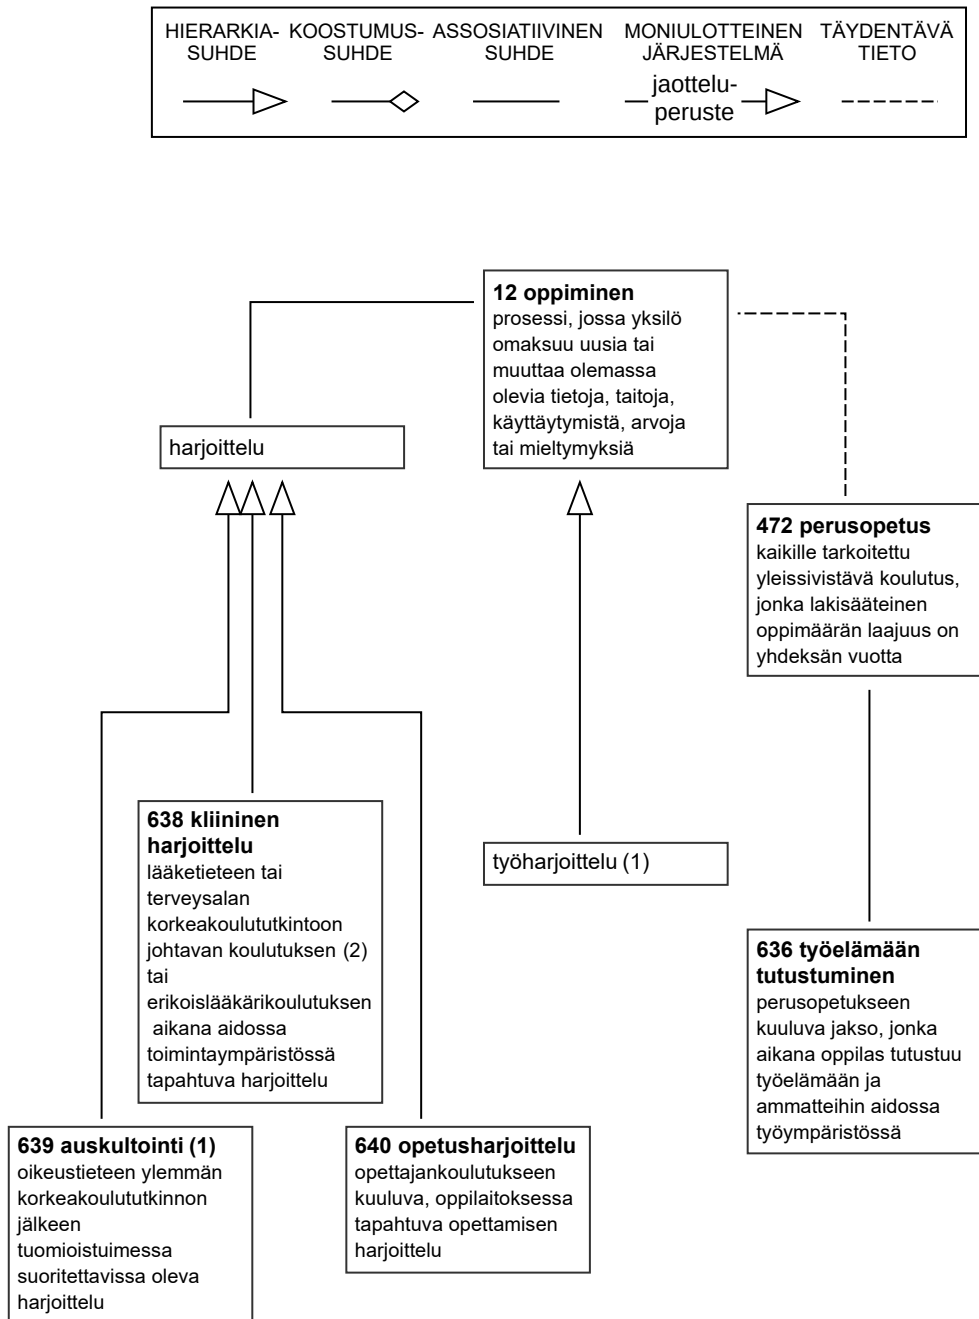 HIERARKIA-
SUHDE
KOOSTUMUS-
SUHDE
ASSOSIATIIVINEN
SUHDE
MONIULOTTEINEN
JÄRJESTELMÄ
jaottelu-
peruste
TÄYDENTÄVÄ
TIETO
12 oppiminen
prosessi, jossa yksilö
omaksuu uusia tai
muuttaa olemassa
olevia tietoja, taitoja,
käyttäytymistä, arvoja
tai mieltymyksiä
harjoittelu
472 perusopetus
kaikille tarkoitettu
yleissivistävä koulutus,
jonka lakisääteinen
oppimäärän laajuus on
yhdeksän vuotta
638 kliininen
harjoittelu
lääketieteen tai
terveysalan
korkeakoulututkintoon
johtavan koulutuksen (2)
tai
erikoislääkärikoulutuksen
aikana aidossa
toimintaympäristössä
tapahtuva harjoittelu
työharjoittelu (1)
636 työelämään
tutustuminen
perusopetukseen
kuuluva jakso, jonka
aikana oppilas tutustuu
työelämään ja
ammatteihin aidossa
työympäristössä
639 auskultointi (1)
oikeustieteen ylemmän
korkeakoulututkinnon
jälkeen
tuomioistuimessa
suoritettavissa oleva
harjoittelu
640 opetusharjoittelu
opettajankoulutukseen
kuuluva, oppilaitoksessa
tapahtuva opettamisen
harjoittelu